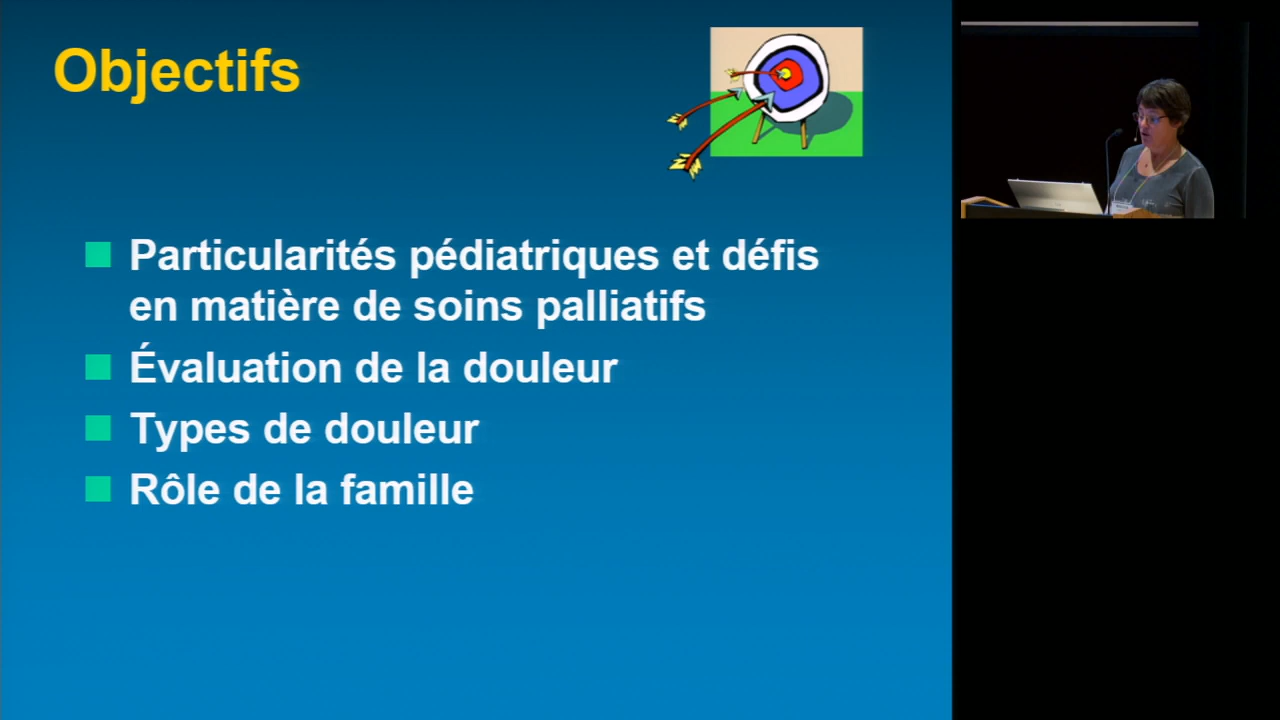 Objectifs
Particularités pédiatriques et défis
en matière de soins palliatifs
Évaluation de la douleur
Types de douleur
Rôle de la famille